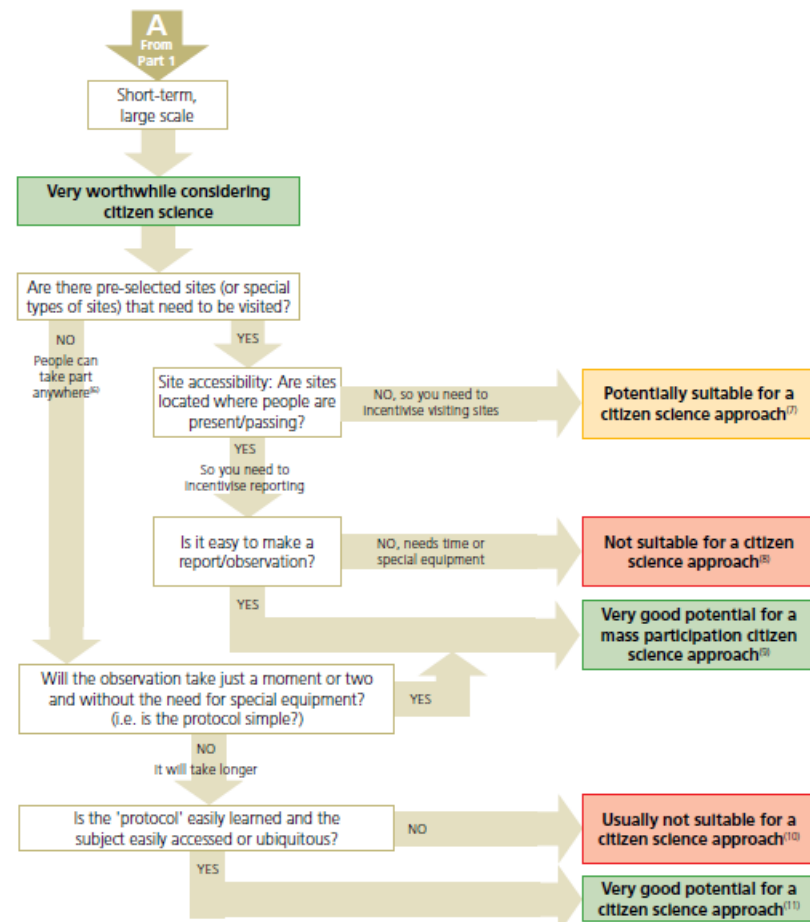 A
From
Part 1
Short-term,
large scale
Very worthwhile considering
citizen science
Are there pre-selected sites (or special
types of sites) that need to be visited?
NO
People can
take part
anywhere⁽⁶⁾
YES
Site accessibility: Are sites
located where people are
present/passing?
NO, so you need to
incentivise visiting sites
Potentially suitable for a
citizen science approach⁽⁷⁾
YES
So you need to
incentivise reporting
Is it easy to make a
report/observation?
NO, needs time or
special equipment
Not suitable for a citizen
science approach⁽⁸⁾
YES
Very good potential for a
mass participation citizen
science approach⁽⁹⁾
Will the observation take just a moment or two
and without the need for special equipment?
(i.e. is the protocol simple?)
YES
NO
It will take longer
Is the 'protocol' easily learned and the
subject easily accessed or ubiquitous?
NO
Usually not suitable for a
citizen science approach⁽¹⁰⁾
YES
Very good potential for a
citizen science approach⁽¹¹⁾